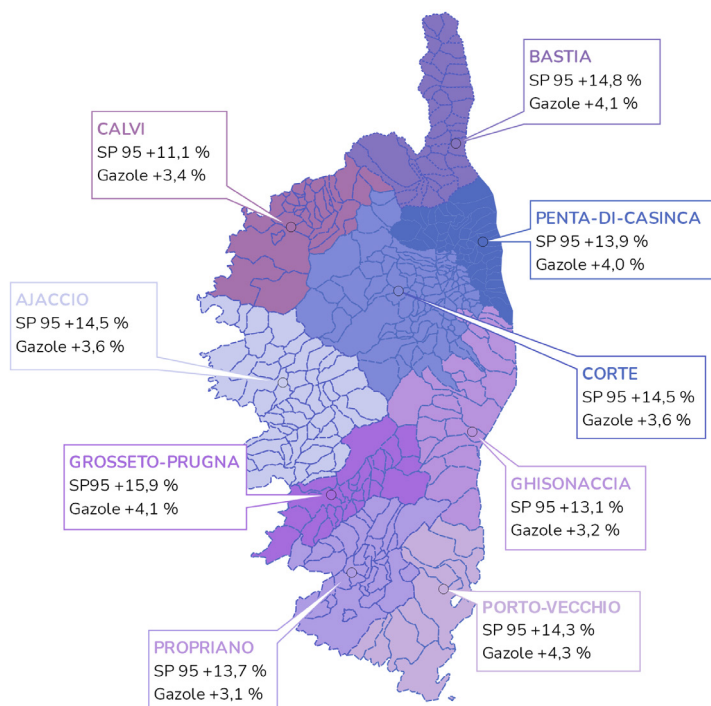 BASTIA
SP 95 +14,8 %
Gazole +4,1 %
CALVI
SP 95 +11,1 %
Gazole +3,4 %
PENTA-DI-CASINCA
SP 95 +13,9 %
Gazole +4,0 %
AJACCIO
SP 95 +14,5 %
Gazole +3,6 %
CORTE
SP 95 +14,5 %
Gazole +3,6 %
GROSSETO-PRUGNA
SP95 +15,9 %
Gazole +4,1 %
GHISONACCIA
SP 95 +13,1 %
Gazole +3,2 %
PORTO-VECCHIO
SP 95 +14,3 %
Gazole +4,3 %
PROPRIANO
SP 95 +13,7 %
Gazole +3,1 %